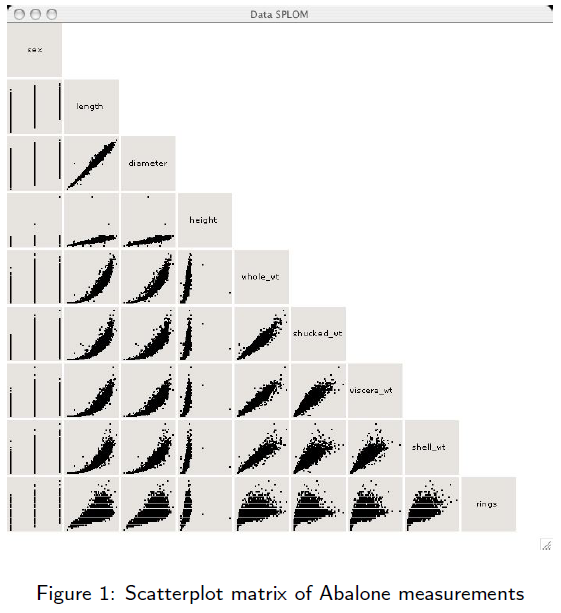 Data SPLOM
sex
length
diameter
height
whole_wt
shucked_wt
viscera_wt
shell_wt
rings
Figure 1: Scatterplot matrix of Abalone measurements